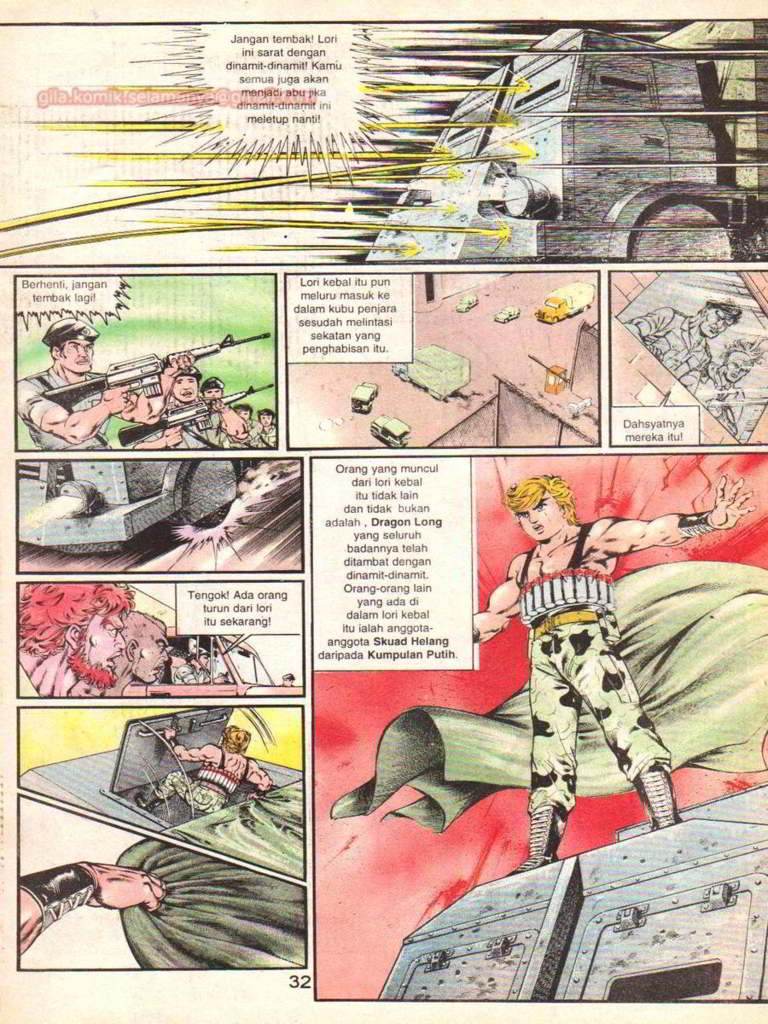 Jangan tembak! Lori
ini sarat dengan
dinamit-dinamit! Kamu
semua juga akan
menjadi abu jika
dinamit-dinamit ini
meletup nanti!
Berhenti, jangan
tembak lagi!
Lori kebal itu pun
meluru masuk ke
dalam kubu penjara
sesudah melintasi
sekatan yang
penghabisan itu.
Dahsyatnya
mereka itu!
Orang yang muncul
dari lori kebal
itu tidak lain
dan tidak bukan
adalah , Dragon Long
yang seluruh
badannya telah
ditambat dengan
dinamit-dinamit.
Orang-orang lain
yang ada di
dalam lori kebal
itu ialah anggota-
anggota Skuad Helang
daripada Kumpulan Putih.
Tengok! Ada orang
turun dari lori
itu sekarang!
32